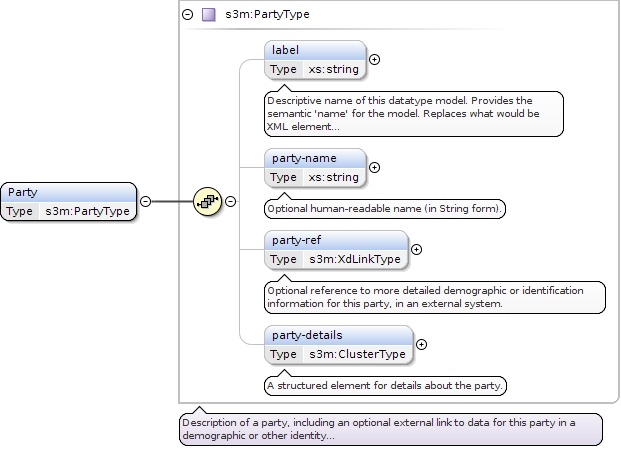 s3m:PartyType
label
Type xs:string
Descriptive name of this datatype model. Provides the
semantic 'name' for the model. Replaces what would be
XML element...
party-name
Type xs:string
Optional human-readable name (in String form).
Party
Type s3m:PartyType
party-ref
Type s3m:XdLinkType
Optional reference to more detailed demographic or identification
information for this party, in an external system.
party-details
Type s3m:ClusterType
A structured element for details about the party.
Description of a party, including an optional external link to data for this party in a
demographic or other identity...